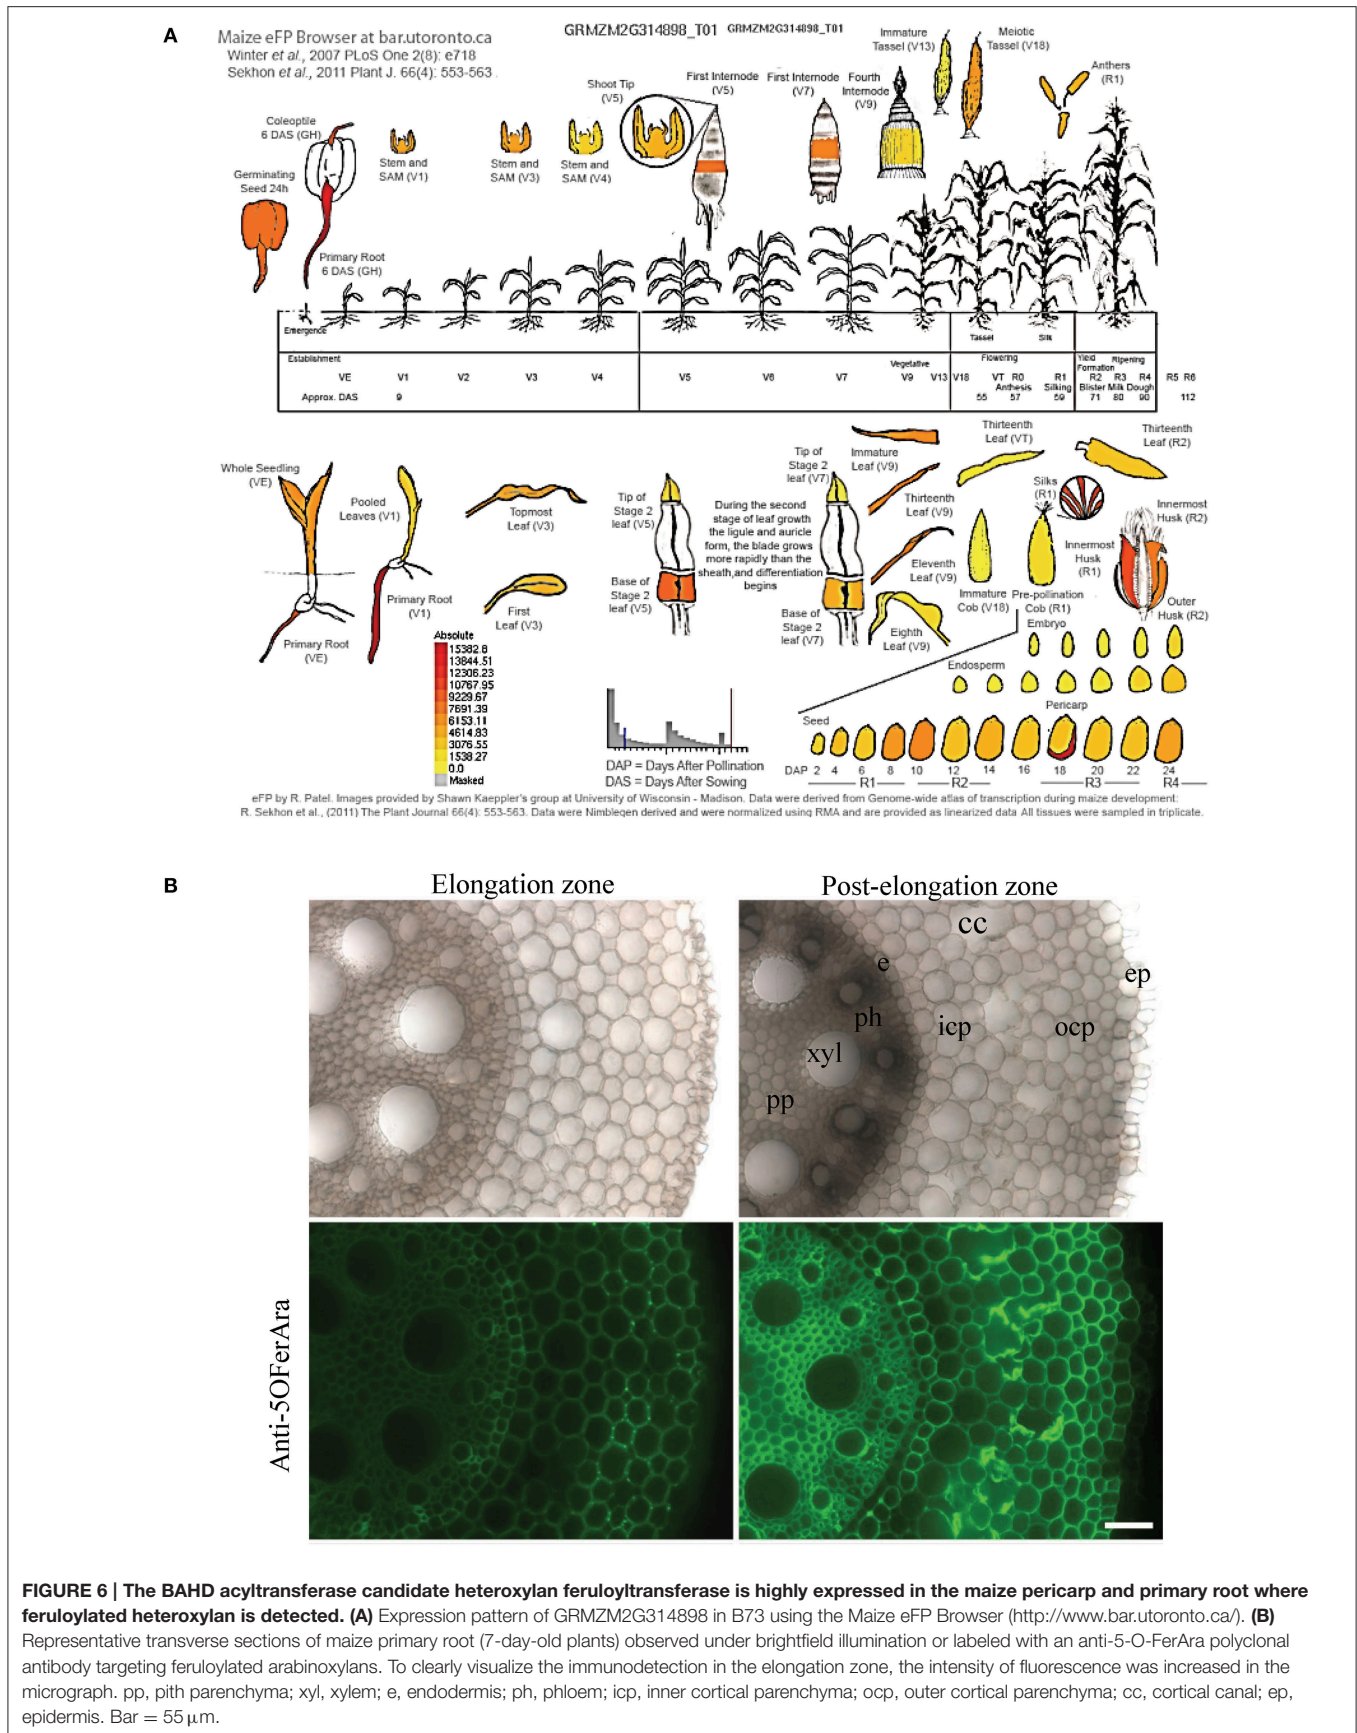 A
Maize eFP Browser at bar.utoronto.ca
Winter et al., 2007 PLoS One 2(8): e718
Sekhon et al., 2011 Plant J. 66(4): 553-563
GRMZM2G314898_T01 GRMZM2G314898_T01
Coleoptile
6 DAS (GH)
Germinating
Seed 24h
Primary Root
6 DAS (GH)
Stem and
SAM (V1)
Stem and
SAM (V3)
Stem and
SAM (V4)
Shoot Tip
(V5)
First Internode
(V5)
First Internode
(V7)
Fourth
Internode
(V9)
Immature
Tassel (V13)
Meiotic
Tassel (V18)
Anthers
(R1)
Emergence
Tassel
Silk
Establishment
Vegetative
Flowering
Yield
Formation
Ripening
VE V1 V2 V3 V4 V5 V6 V7 V9 V13 V18 VT R0 R1 R2 R3 R4 R5 R6
Anthesis Silking Blister Milk Dough
Approx. DAS 9 55 57 59 71 80 90 112
Whole Seedling
(VE)
Primary Root
(VE)
Pooled
Leaves (V1)
Primary Root
(V1)
Topmost
Leaf (V3)
First
Leaf (V3)
Tip of
Stage 2
leaf (V5)
Base of
Stage 2
leaf (V5)
During the second
stage of leaf growth
the ligule and auricle
form, the blade grows
more rapidly than the
sheath,and differentiation
begins
Tip of
Stage 2
leaf (V7)
Base of
Stage 2
leaf (V7)
Immature
Leaf (V9)
Thirteenth
Leaf (V9)
Eleventh
Leaf (V9)
Eighth
Leaf (V9)
Thirteenth
Leaf (VT)
Thirteenth
Leaf (R2)
Immature
Cob (V18)
Pre-pollination
Cob (R1)
Silks
(R1)
Innermost
Husk
(R1)
Innermost
Husk (R2)
Outer
Husk (R2)
Embryo
Endosperm
Pericarp
Seed
DAP 2 4 6 8 10 12 14 16 18 20 22 24
R1 R2 R3 R4
Absolute
15382.8
13844.51
12306.23
10767.95
9229.67
7691.39
6153.11
4614.83
3076.55
1538.27
0.0
Masked
DAP = Days After Pollination
DAS = Days After Sowing
eFP by R. Patel. Images provided by Shawn Kaeppler's group at University of Wisconsin - Madison. Data were derived from Genome-wide atlas of transcription during maize development:
R. Sekhon et al., (2011) The Plant Journal 66(4): 553-563. Data were Nimblegen derived and were normalized using RMA and are provided as linearized data All tissues were sampled in triplicate.
B
Elongation zone
Post-elongation zone
cc
e
ep
ph
icp
ocp
xyl
pp
Anti-5OFerAra
FIGURE 6 | The BAHD acyltransferase candidate heteroxylan feruloyltransferase is highly expressed in the maize pericarp and primary root where
feruloylated heteroxylan is detected. (A) Expression pattern of GRMZM2G314898 in B73 using the Maize eFP Browser (http://www.bar.utoronto.ca/). (B)
Representative transverse sections of maize primary root (7-day-old plants) observed under brightfield illumination or labeled with an anti-5-O-FerAra polyclonal
antibody targeting feruloylated arabinoxylans. To clearly visualize the immunodetection in the elongation zone, the intensity of fluorescence was increased in the
micrograph. pp, pith parenchyma; xyl, xylem; e, endodermis; ph, phloem; icp, inner cortical parenchyma; ocp, outer cortical parenchyma; cc, cortical canal; ep,
epidermis. Bar = 55 μm.